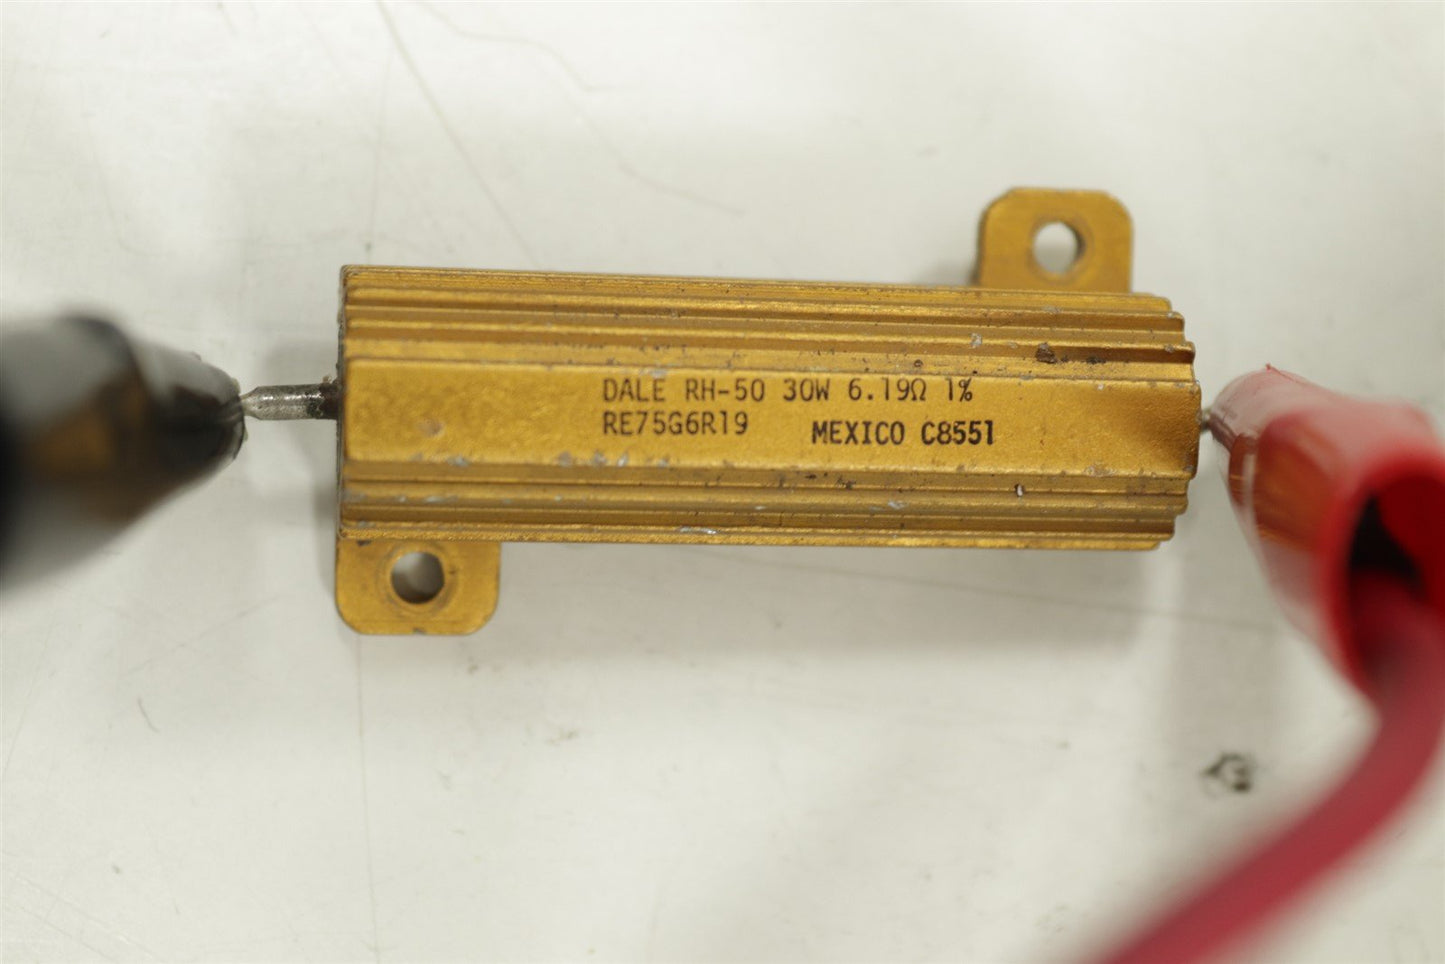 DALE RH-50 30W 6.19Ω 1%
RE75G6R19 MEXICO C8551